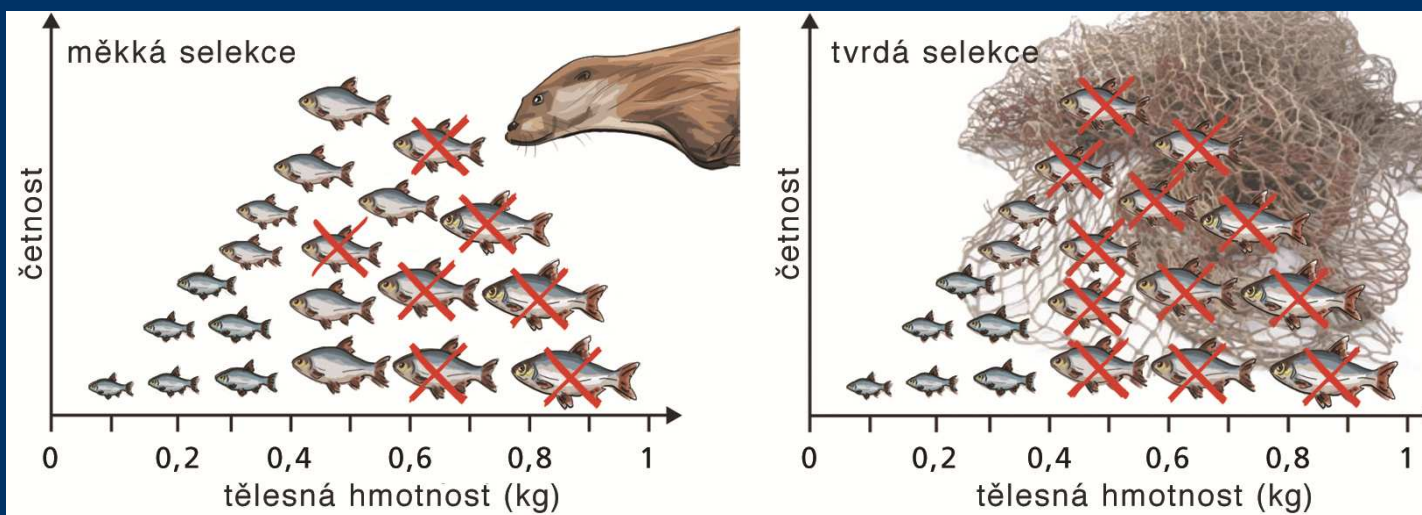 měkká selekce
četnost
0 0,2 0,4 0,6 0,8 1
tělesná hmotnost (kg)
tvrdá selekce
četnost
0 0,2 0,4 0,6 0,8 1
tělesná hmotnost (kg)